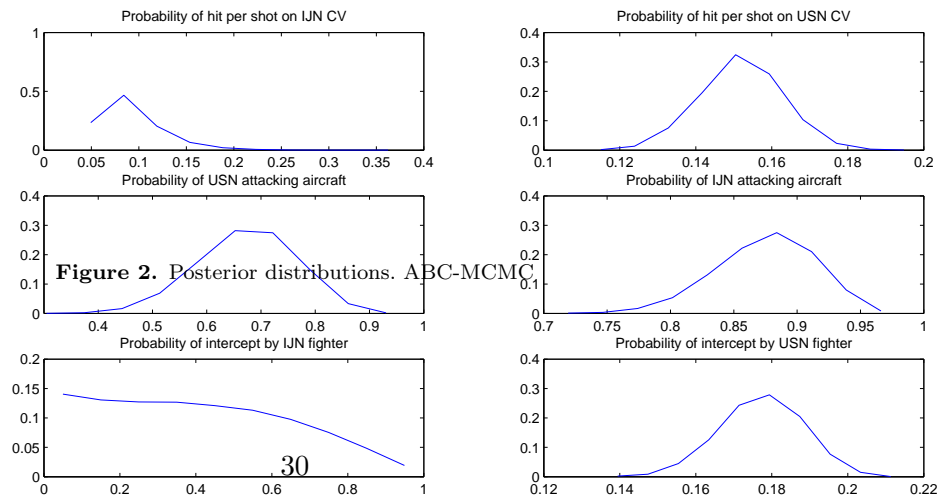 Probability of hit per shot on IJN CV
1
0.5
0
0 0.05 0.1 0.15 0.2 0.25 0.3 0.35 0.4
Probability of hit per shot on USN CV
0.4
0.3
0.2
0.1
0
0.1 0.12 0.14 0.16 0.18 0.2
Probability of USN attacking aircraft
0.4
0.3
0.2
0.1
0
0.4 0.5 0.6 0.7 0.8 0.9 1
Probability of IJN attacking aircraft
0.4
0.3
0.2
0.1
0
0.7 0.75 0.8 0.85 0.9 0.95 1
Figure 2. Posterior distributions. ABC-MCMC
Probability of intercept by IJN fighter
0.2
0.15
0.1
0.05
0
0 0.2 0.4 0.6 0.8 1
Probability of intercept by USN fighter
0.4
0.3
0.2
0.1
0
0.12 0.14 0.16 0.18 0.2 0.22
30